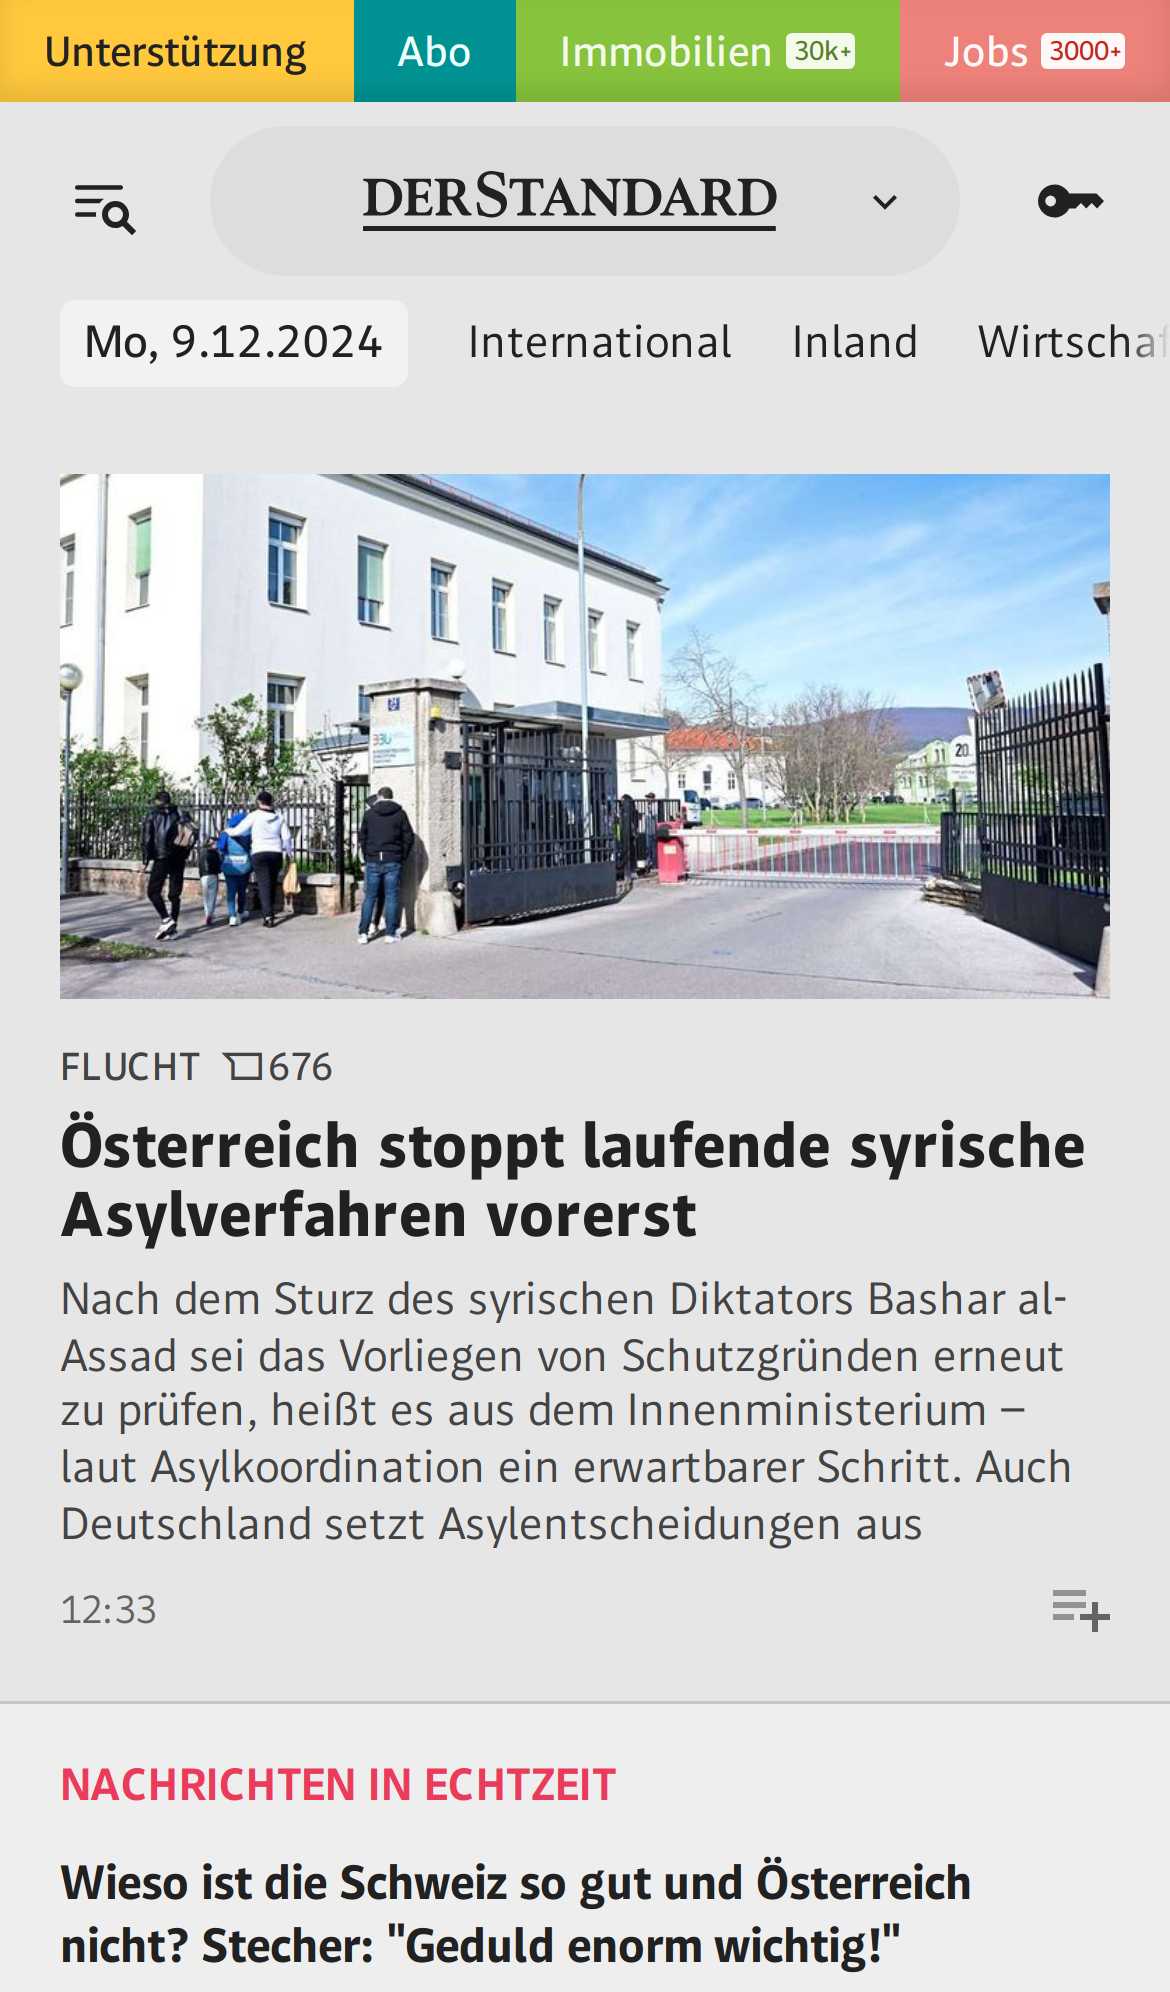 Unterstützung Abo Immobilien 30k+ Jobs 3000+
DERSTANDARD
Mo, 9.12.2024 International Inland Wirtschaf
20
FLUCHT 676
Österreich stoppt laufende syrische
Asylverfahren vorerst
Nach dem Sturz des syrischen Diktators Bashar al-
Assad sei das Vorliegen von Schutzgründen erneut
zu prüfen, heißt es aus dem Innenministerium –
laut Asylkoordination ein erwartbarer Schritt. Auch
Deutschland setzt Asylentscheidungen aus
12:33
NACHRICHTEN IN ECHTZEIT
Wieso ist die Schweiz so gut und Österreich
nicht? Stecher: "Geduld enorm wichtig!"